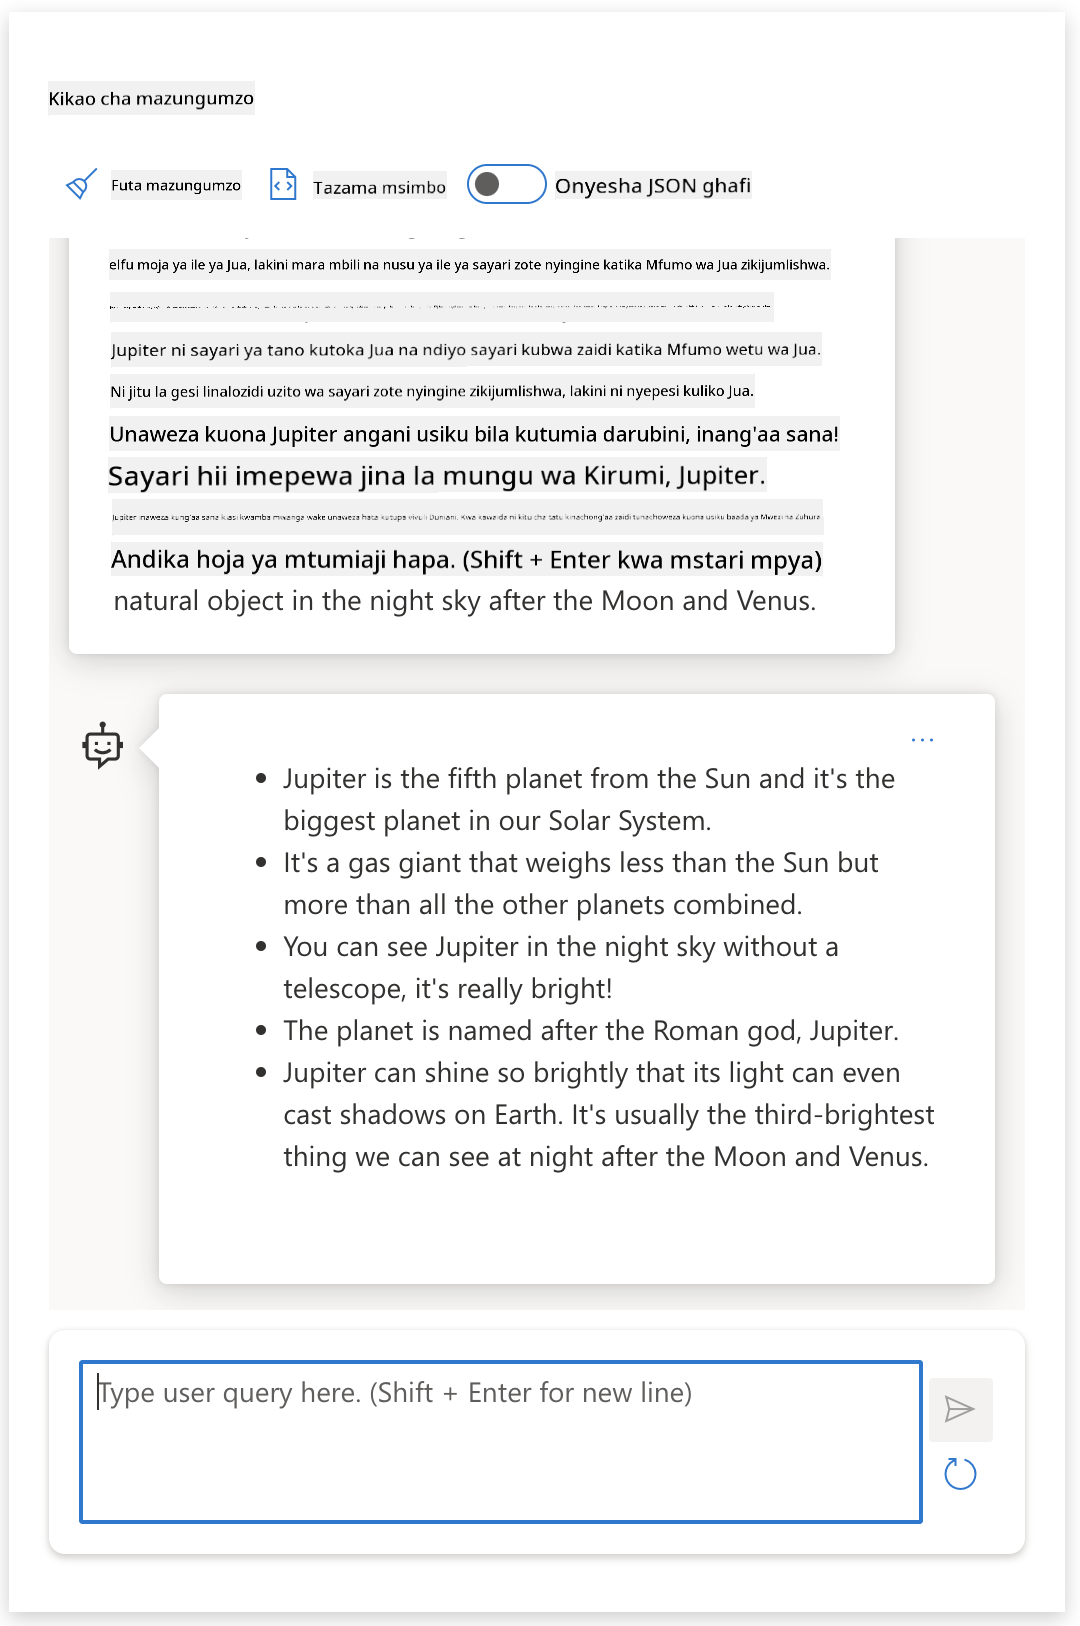 Kikao cha mazungumzo
Futa mazungumzo
Tazama msimbo
Onyesha JSON ghafi
elfu moja ya ile ya Jua, lakini mara mbili na nusu ya ile ya sayari zote nyingine katika Mfumo wa Jua zikijumlishwa.
Jupiter ni sayari ya tano kutoka Jua na ndiyo sayari kubwa zaidi katika Mfumo wetu wa Jua.
Ni jitu la gesi linalozidi uzito wa sayari zote nyingine zikijumlishwa, lakini ni nyepesi kuliko Jua.
Unaweza kuona Jupiter angani usiku bila kutumia darubini, inang'aa sana!
Sayari hii imepewa jina la mungu wa Kirumi, Jupiter.
Jupiter inaweza kung'aa sana kiasi kwamba mwanga wake unaweza hata kutupa vivuli Duniani. Kwa kawaida ni kitu cha tatu kinachong'aa zaidi tunachoweza kuona usiku baada ya Mwezi na Zuhura.
Andika hoja ya mtumiaji hapa. (Shift + Enter kwa mstari mpya)
natural object in the night sky after the Moon and Venus.
Jupiter is the fifth planet from the Sun and it's the
biggest planet in our Solar System.
It's a gas giant that weighs less than the Sun but
more than all the other planets combined.
You can see Jupiter in the night sky without a
telescope, it's really bright!
The planet is named after the Roman god, Jupiter.
Jupiter can shine so brightly that its light can even
cast shadows on Earth. It's usually the third-brightest
thing we can see at night after the Moon and Venus.
Type user query here. (Shift + Enter for new line)